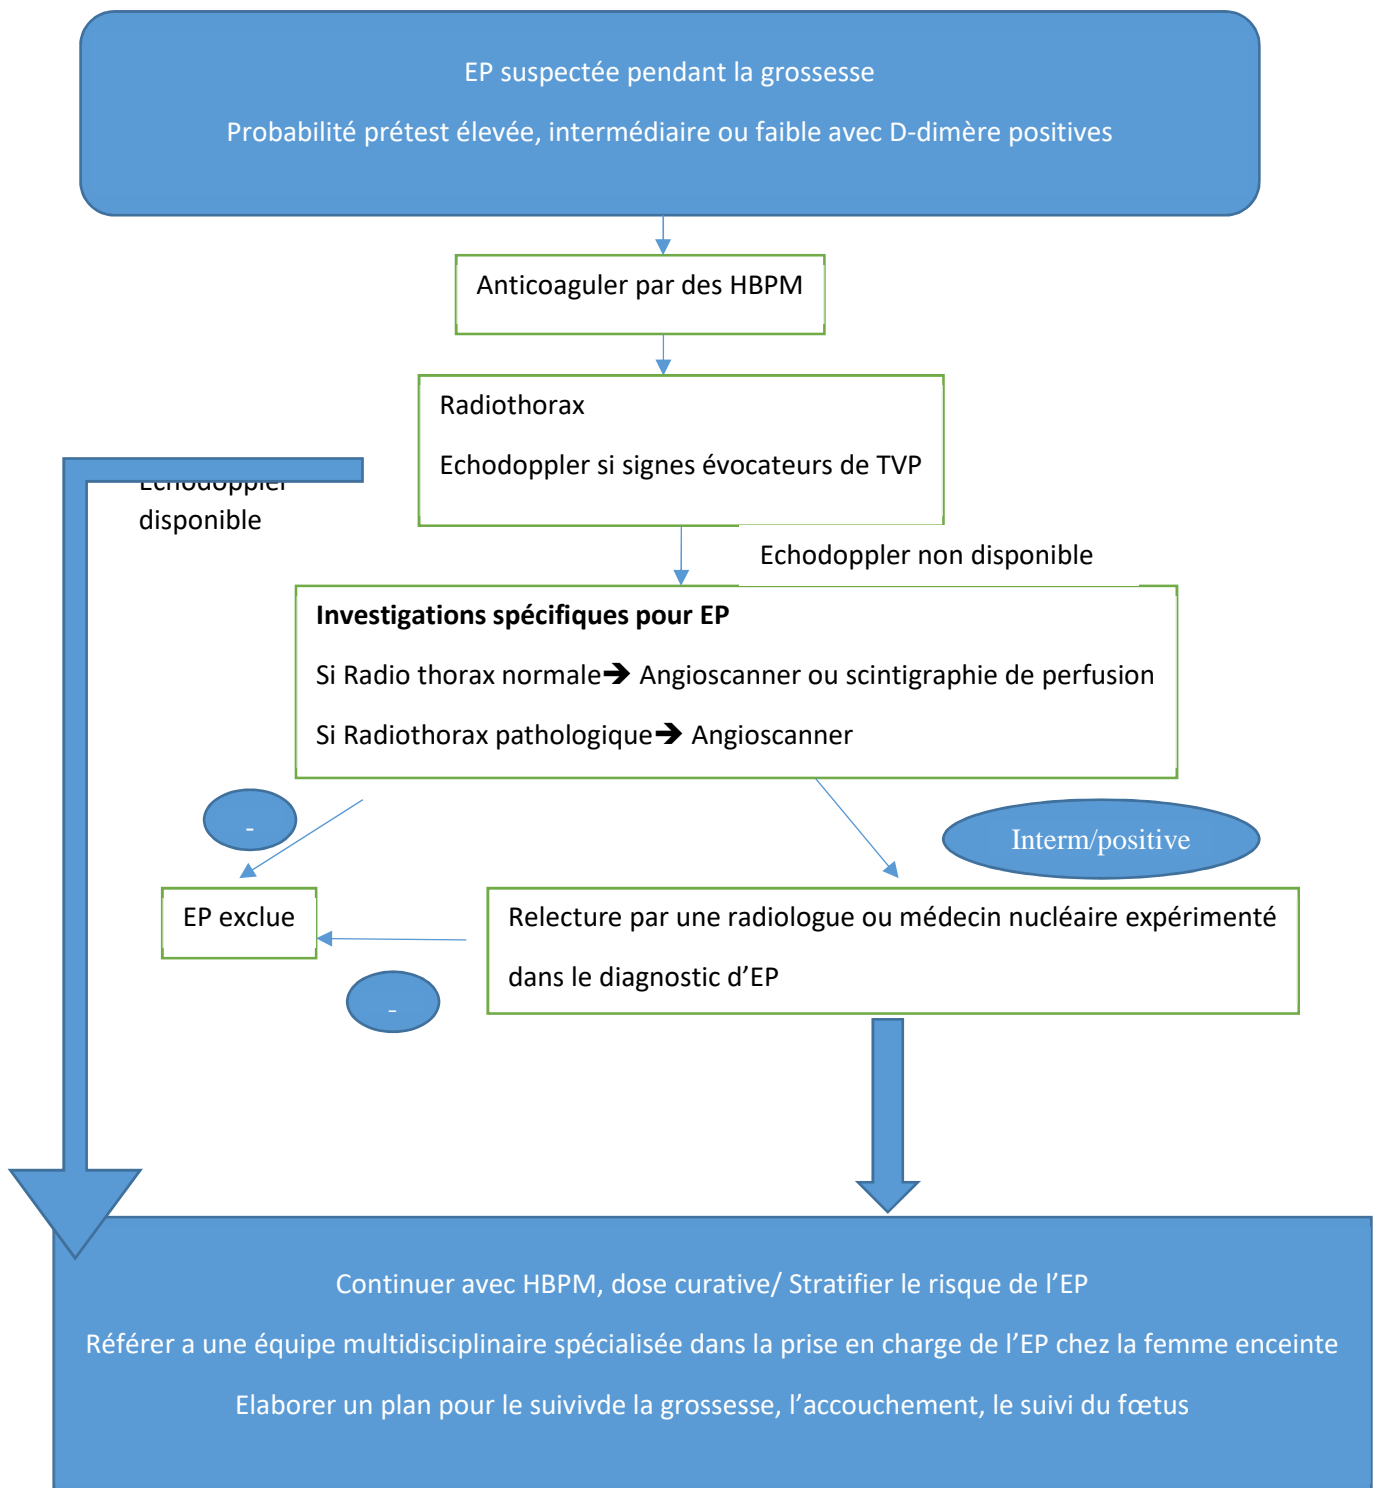 EP suspectée pendant la grossesse
Probabilité prétest élevée, intermédiaire ou faible avec D-dimère positives
Anticoaguler par des HBPM
Radiothorax
Echodoppler si signes évocateurs de TVP
Echodoppler
disponible
Echodoppler non disponible
Investigations spécifiques pour EP
Si Radio thorax normale➔ Angioscanner ou scintigraphie de perfusion
Si Radiothorax pathologique➔ Angioscanner
-
Interm/positive
EP exclue
Relecture par une radiologue ou médecin nucléaire expérimenté
dans le diagnostic d’EP
-
Continuer avec HBPM, dose curative/ Stratifier le risque de l’EP
Référer a une équipe multidisciplinaire spécialisée dans la prise en charge de l’EP chez la femme enceinte
Elaborer un plan pour le suivivde la grossesse, l’accouchement, le suivi du fœtus